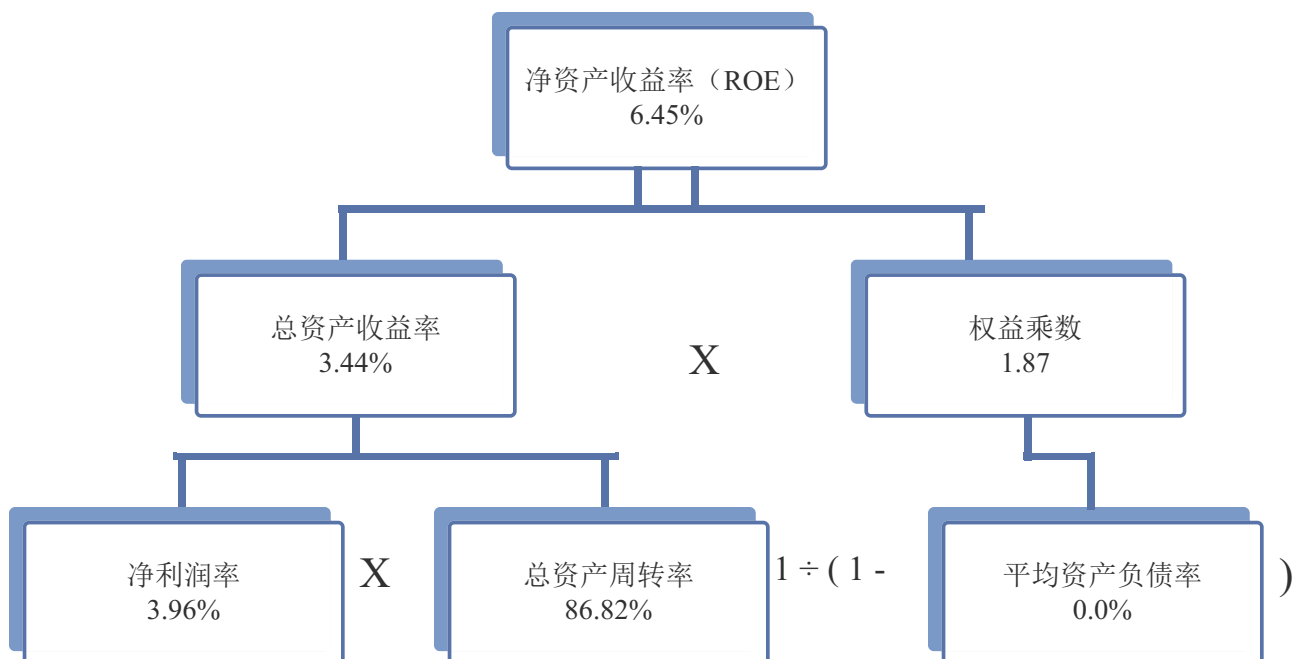 净资产收益率（ROE）
6.45%
总资产收益率
3.44%
X
权益乘数
1.87
净利润率
3.96%
X
总资产周转率
86.82%
1 ÷ ( 1 -
平均资产负债率
0.0%
)